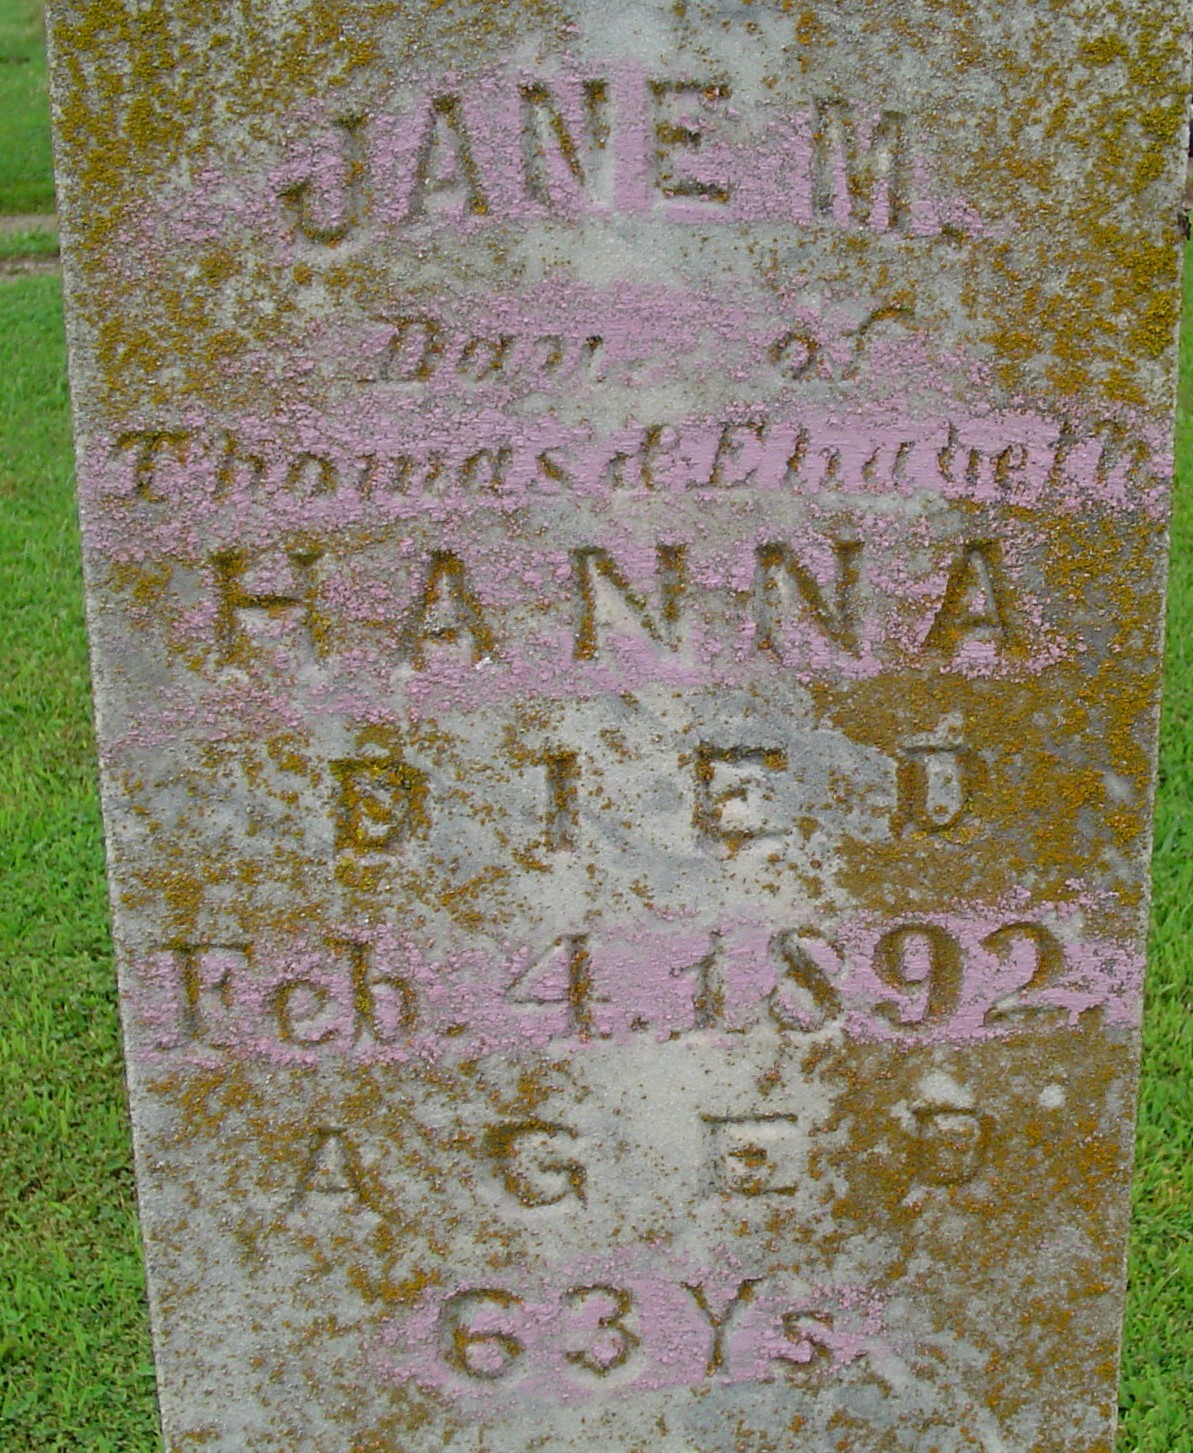 JANE M.
Dau. of
Thomas & Elizabeth
HANNA
DIED
Feb. 4. 1892.
AGED
63 Ys.